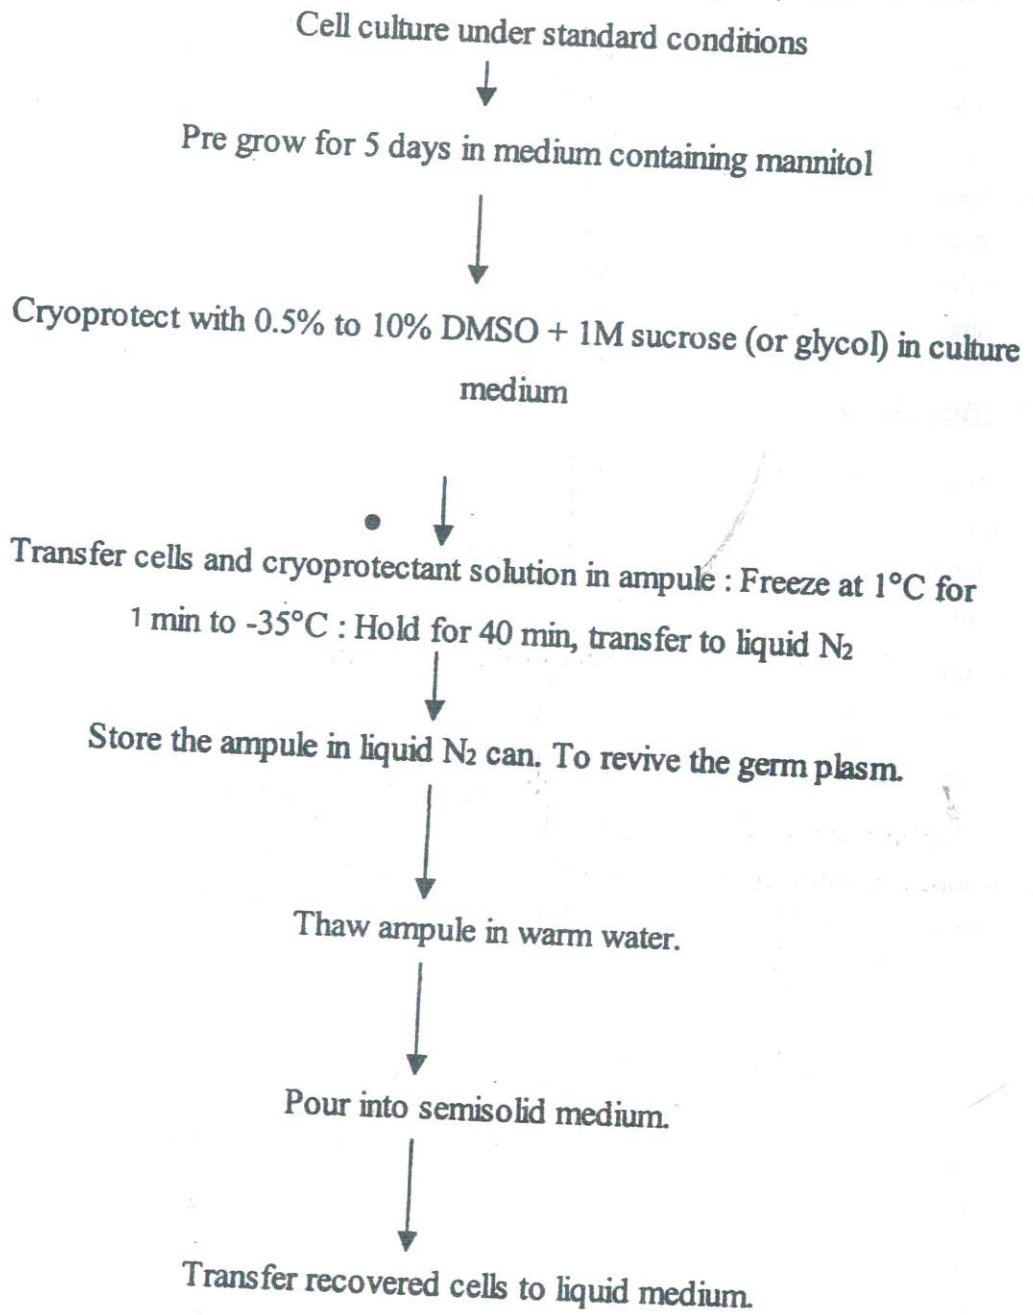 Cell culture under standard conditions
Pre grow for 5 days in medium containing mannitol
Cryoprotect with 0.5% to 10% DMSO + 1M sucrose (or glycol) in culture
medium
Transfer cells and cryoprotectant solution in ampule : Freeze at 1°C for
1 min to -35°C : Hold for 40 min, transfer to liquid N₂
Store the ampule in liquid N₂ can. To revive the germ plasm.
Thaw ampule in warm water.
Pour into semisolid medium.
Transfer recovered cells to liquid medium.